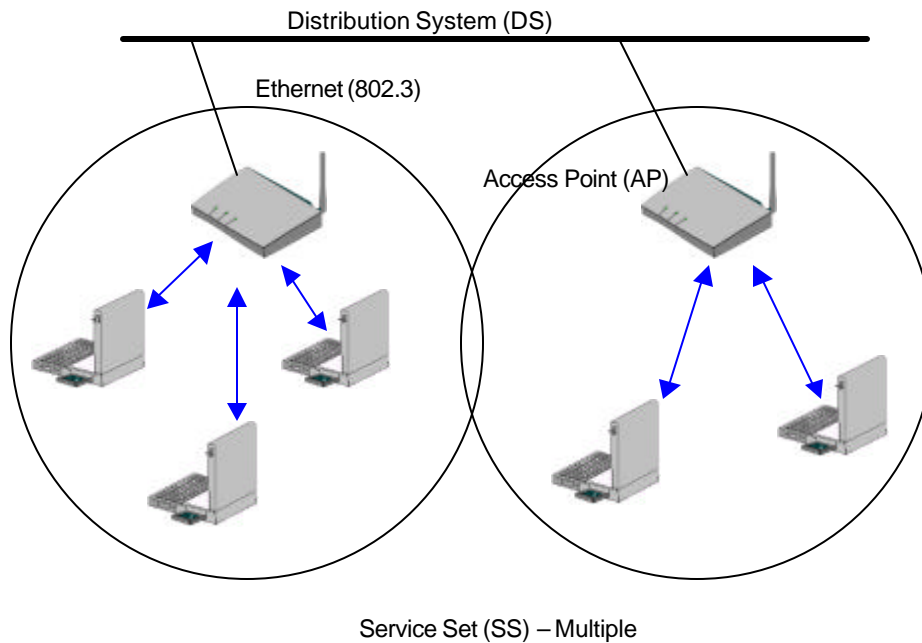 Distribution System (DS)
Ethernet (802.3)
Access Point (AP)
Service Set (SS) – Multiple